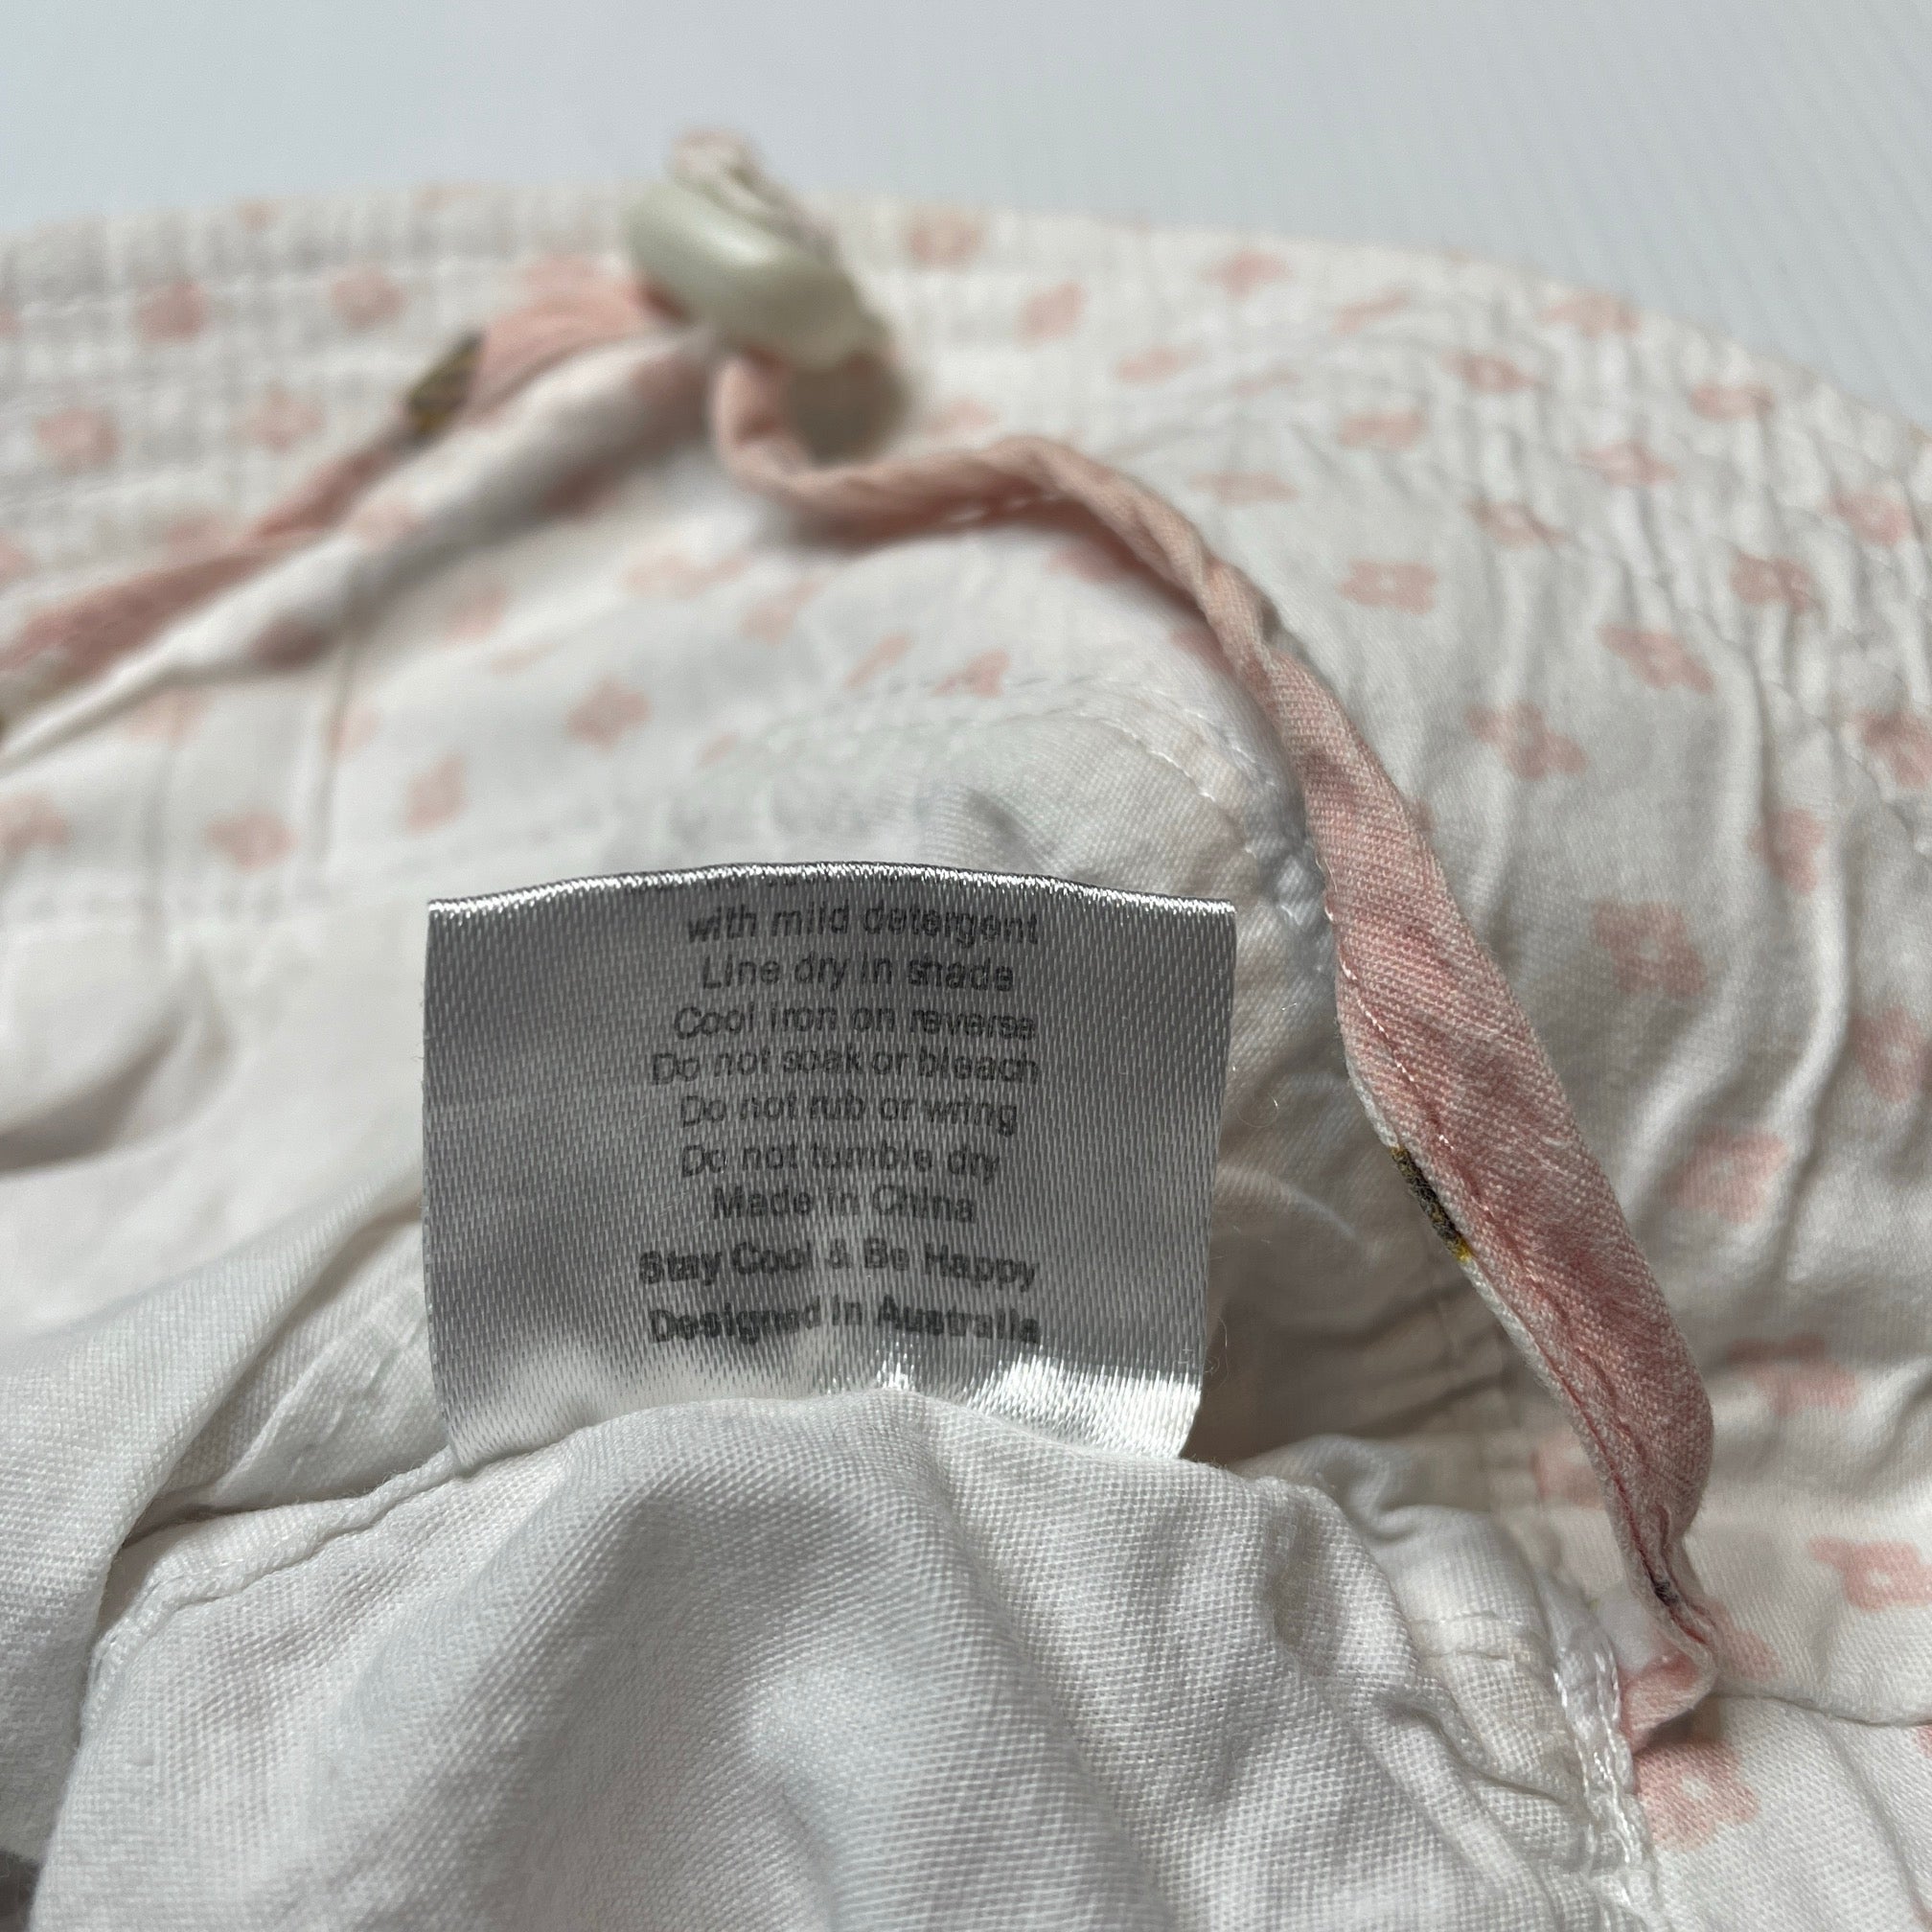 with mild detergent
Line dry in shade
Cool iron on reverse
Do not soak or bleach
Do not rub or wring
Do not tumble dry
Made in China
Stay Cool & Be Happy
Designed in Australia